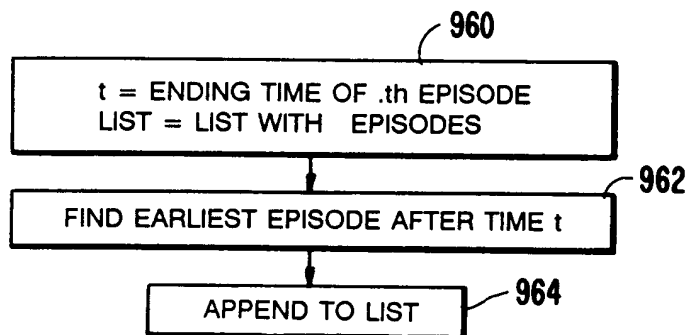 960
t = ENDING TIME OF .th EPISODE
LIST = LIST WITH EPISODES
962
FIND EARLIEST EPISODE AFTER TIME t
964
APPEND TO LIST